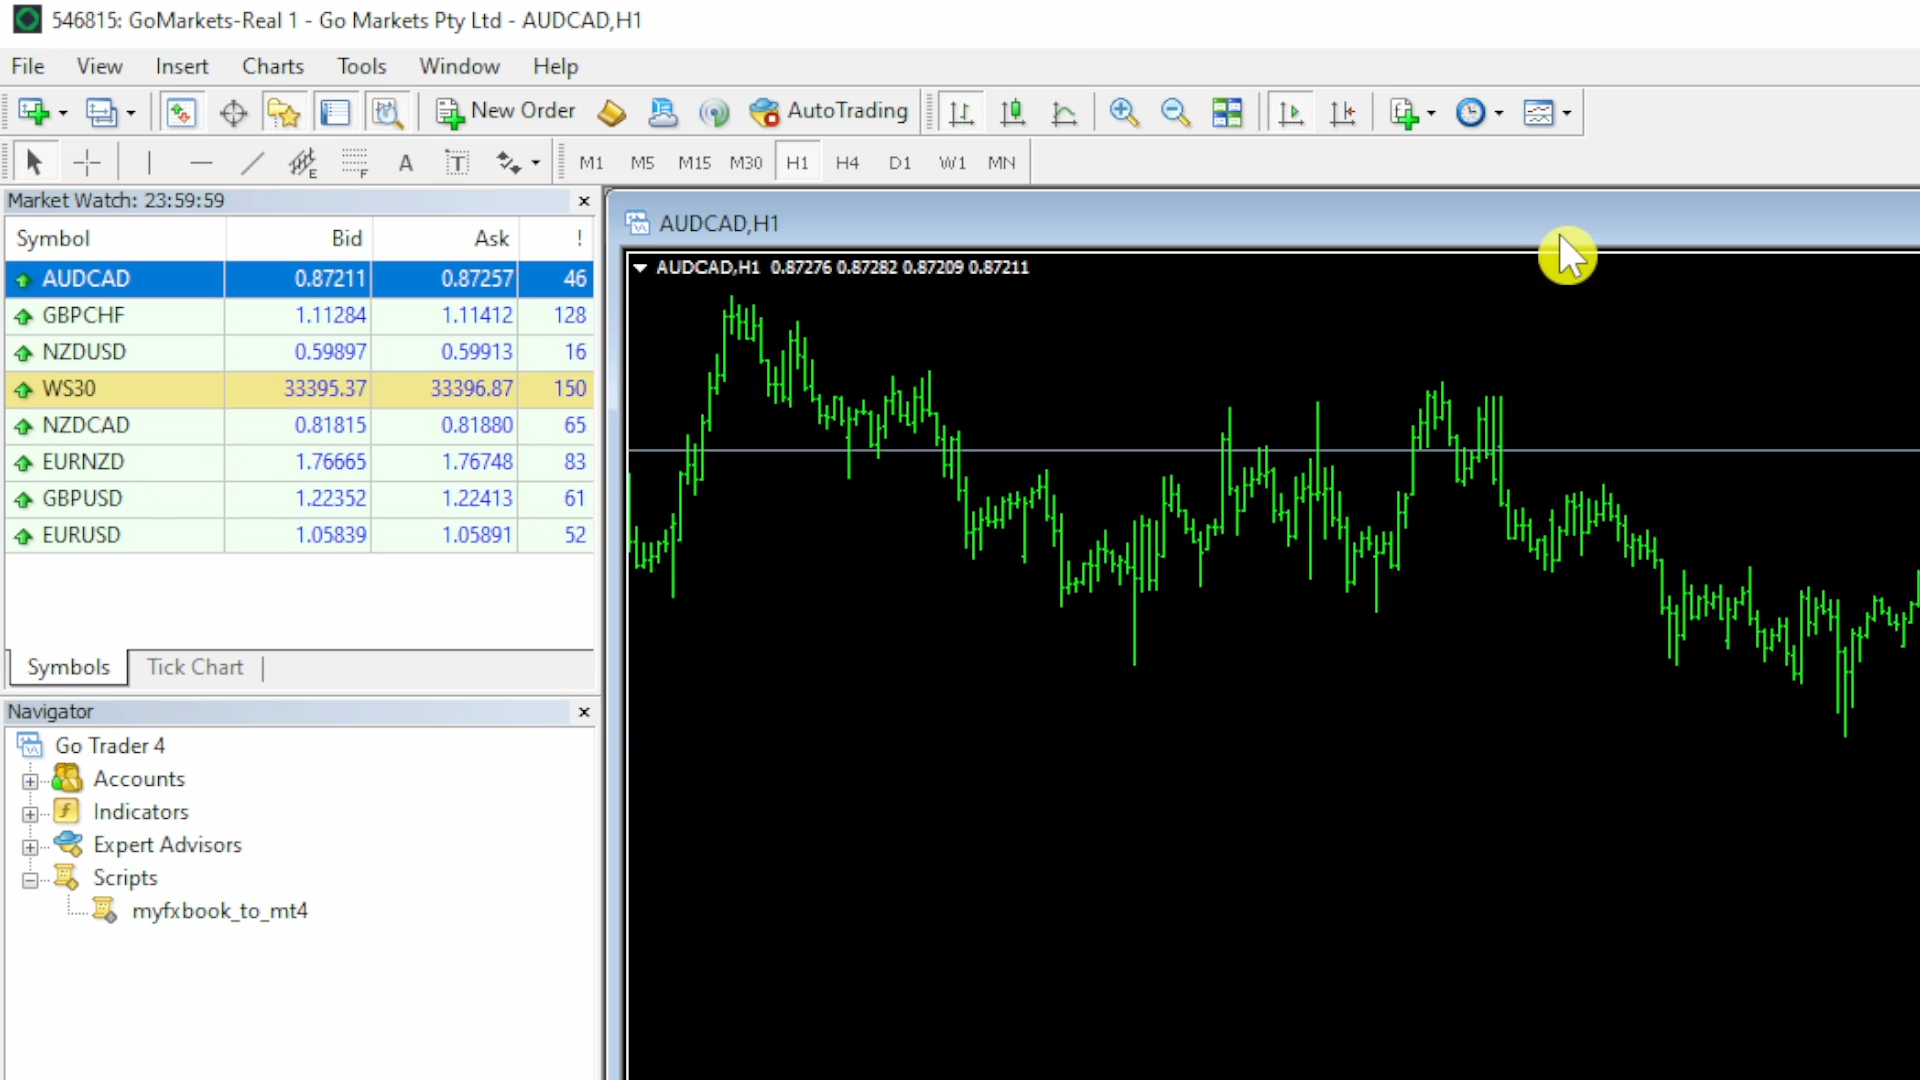 546815: GoMarkets-Real 1 - Go Markets Pty Ltd - AUDCAD,H1
File View Insert Charts Tools Window Help
New Order AutoTrading
E F A T M1 M5 M15 M30 H1 H4 D1 W1 MN
Market Watch: 23:59:59
Symbol Bid Ask !
AUDCAD 0.87211 0.87257 46
GBPCHF 1.11284 1.11412 128
NZDUSD 0.59897 0.59913 16
WS30 33395.37 33396.87 150
NZDCAD 0.81815 0.81880 65
EURNZD 1.76665 1.76748 83
GBPUSD 1.22352 1.22413 61
EURUSD 1.05839 1.05891 52
Symbols Tick Chart
Navigator
Go Trader 4
Accounts
Indicators
Expert Advisors
Scripts
myfxbook_to_mt4
AUDCAD,H1
AUDCAD,H1 0.87276 0.87282 0.87209 0.87211